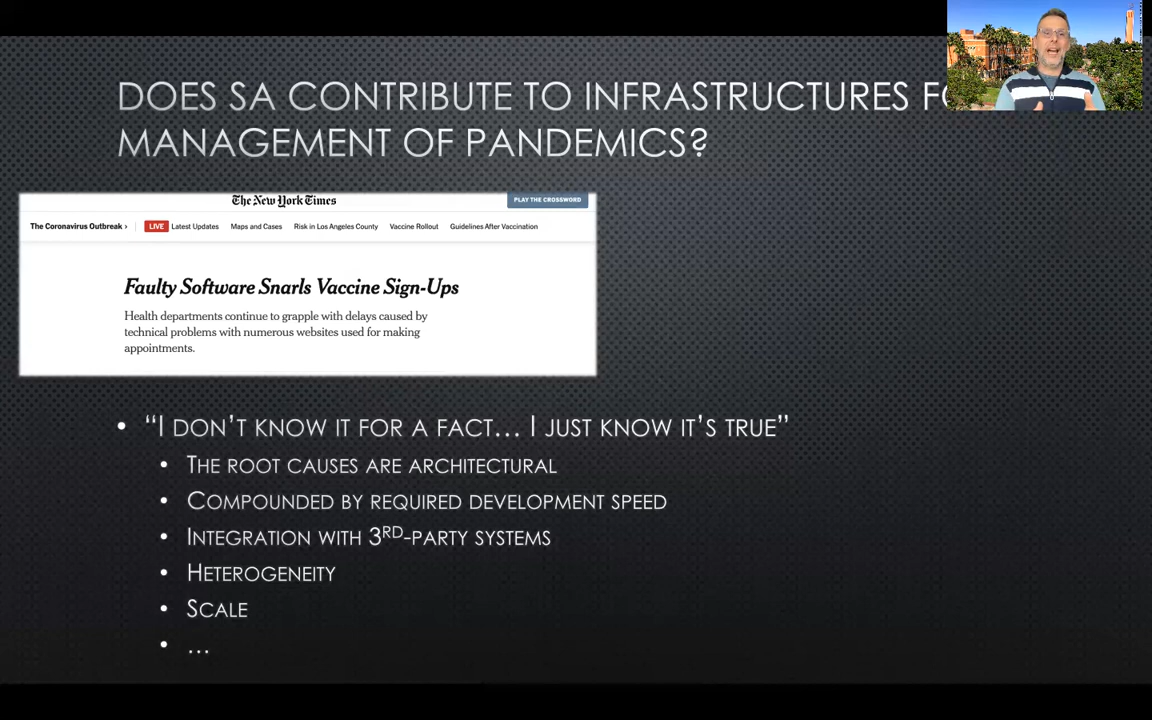 DOES SA CONTRIBUTE TO INFRASTRUCTURES
MANAGEMENT OF PANDEMICS?
The New York Times
PLAY THE CROSSWORD
The Coronavirus Outbreak › LIVE Latest Updates Maps and Cases Risk in Los Angeles County Vaccine Rollout Guidelines After Vaccination
Faulty Software Snarls Vaccine Sign-Ups
Health departments continue to grapple with delays caused by
technical problems with numerous websites used for making
appointments.
• “I DON’T KNOW IT FOR A FACT… I JUST KNOW IT’S TRUE”
• THE ROOT CAUSES ARE ARCHITECTURAL
• COMPOUNDED BY REQUIRED DEVELOPMENT SPEED
• INTEGRATION WITH 3RD-PARTY SYSTEMS
• HETEROGENEITY
• SCALE
• …